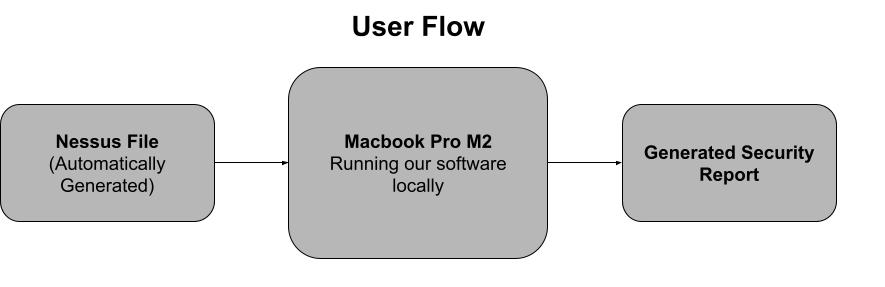 User Flow
Nessus File
(Automatically
Generated)
Macbook Pro M2
Running our software
locally
Generated Security
Report